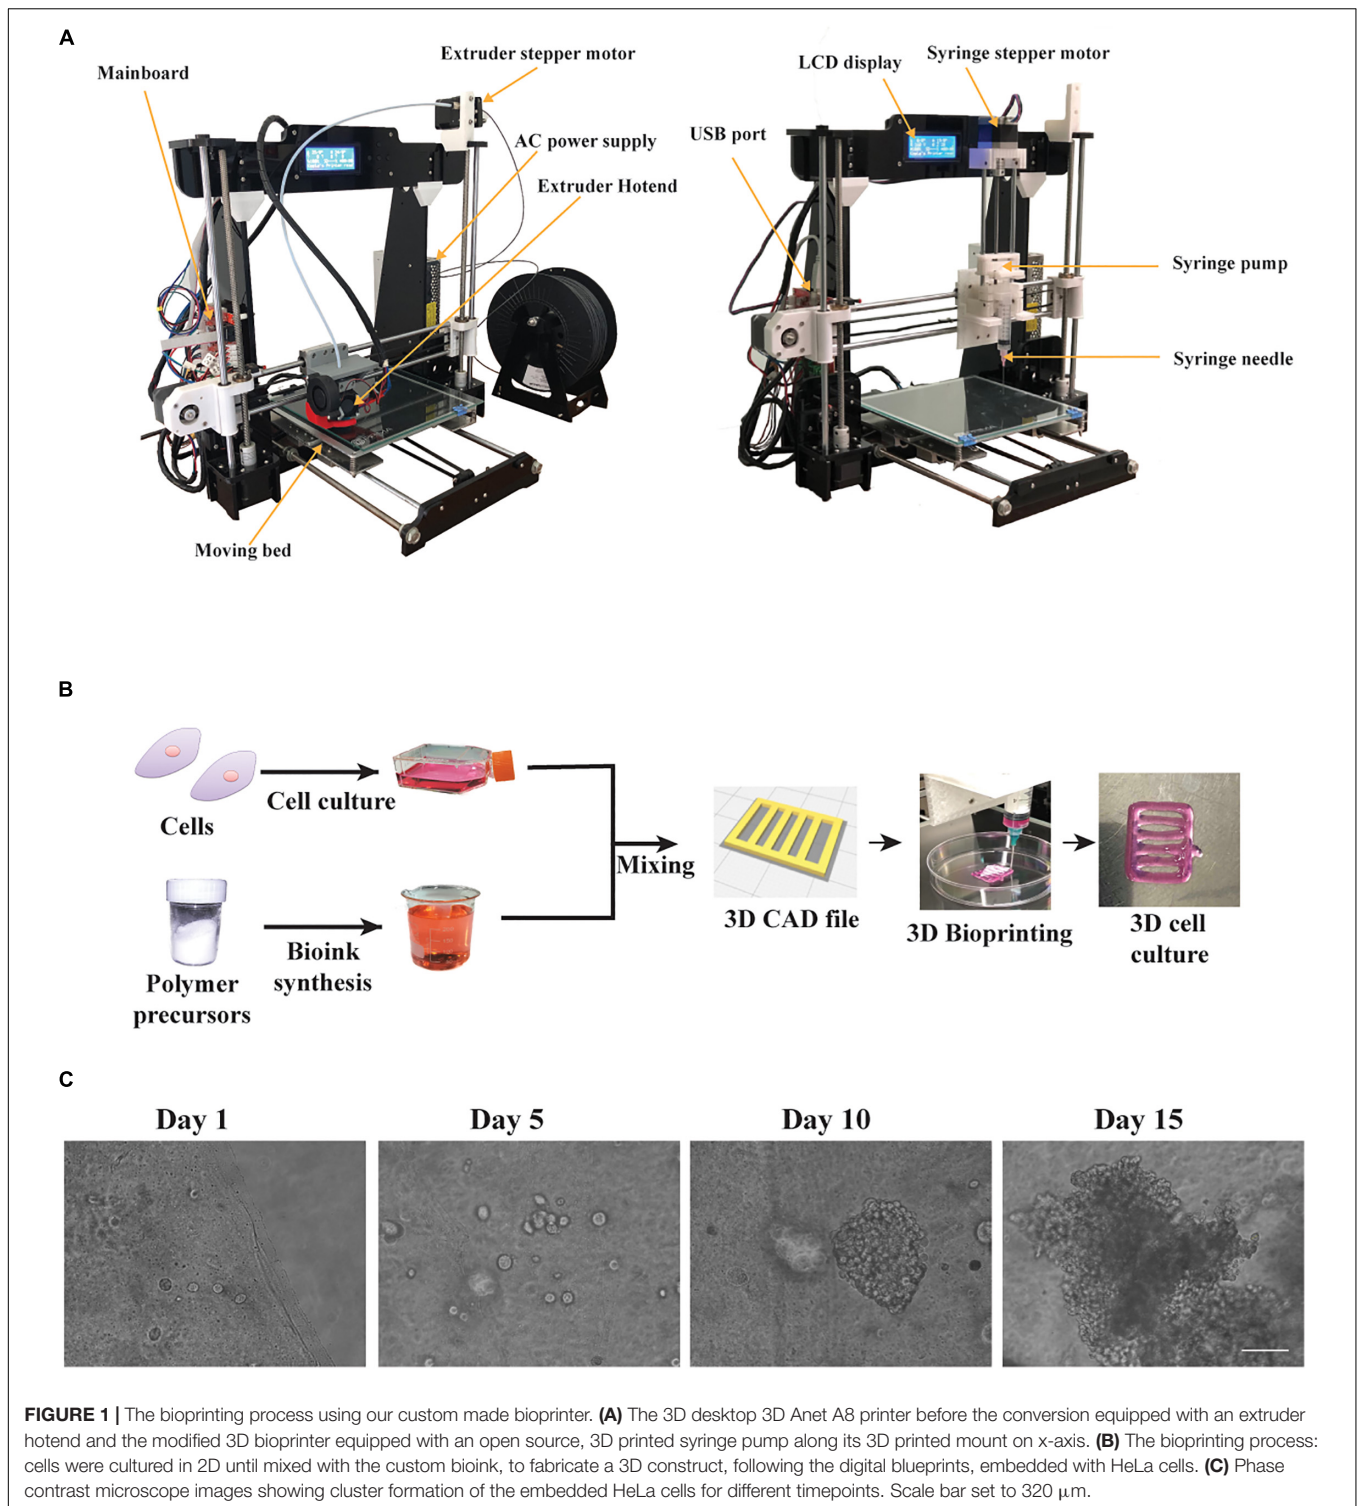 A
Mainboard
Extruder stepper motor
AC power supply
Extruder Hotend
Moving bed
LCD display
Syringe stepper motor
USB port
Syringe pump
Syringe needle
B
Cells
Cell culture
Polymer
precursors
Bioink
synthesis
Mixing
3D CAD file
3D Bioprinting
3D cell
culture
C
Day 1
Day 5
Day 10
Day 15
FIGURE 1 | The bioprinting process using our custom made bioprinter. (A) The 3D desktop 3D Anet A8 printer before the conversion equipped with an extruder
hotend and the modified 3D bioprinter equipped with an open source, 3D printed syringe pump along its 3D printed mount on x-axis. (B) The bioprinting process:
cells were cultured in 2D until mixed with the custom bioink, to fabricate a 3D construct, following the digital blueprints, embedded with HeLa cells. (C) Phase
contrast microscope images showing cluster formation of the embedded HeLa cells for different timepoints. Scale bar set to 320 μm.